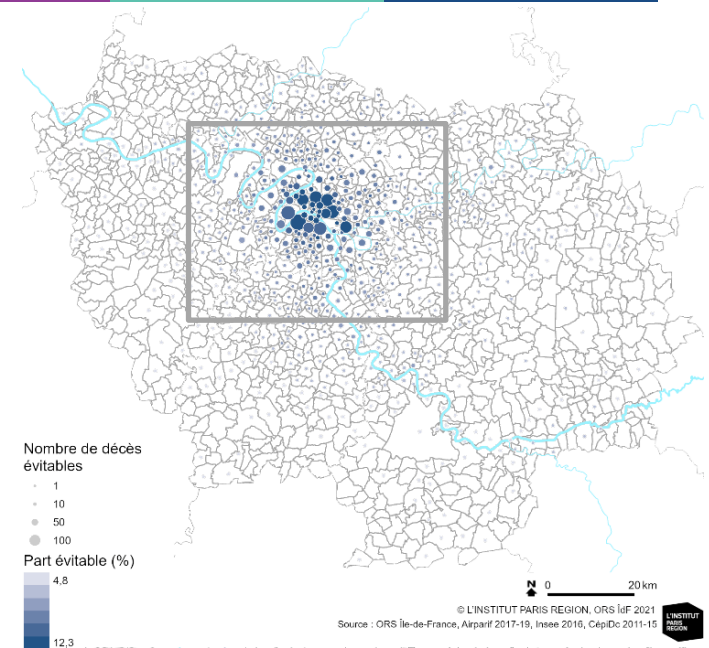 Nombre de décès
évitables
1
10
50
100
Part évitable (%)
4,8
12,3
N 0 20 km
© L'INSTITUT PARIS REGION, ORS ÎdF 2021
Source : ORS Île-de-France, Airparif 2017-19, Insee 2016, CépiDc 2011-15
L'INSTITUT
PARIS
REGION